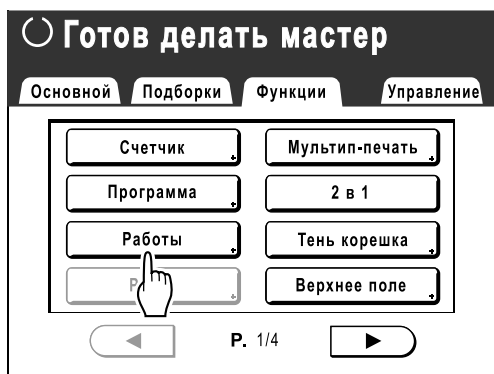 Готов делать мастер
Основной Подборки Функции Управление
Счетчик Мультип-печать
Программа 2 в 1
Работы Тень корешка
Верхнее поле
P. 1/4